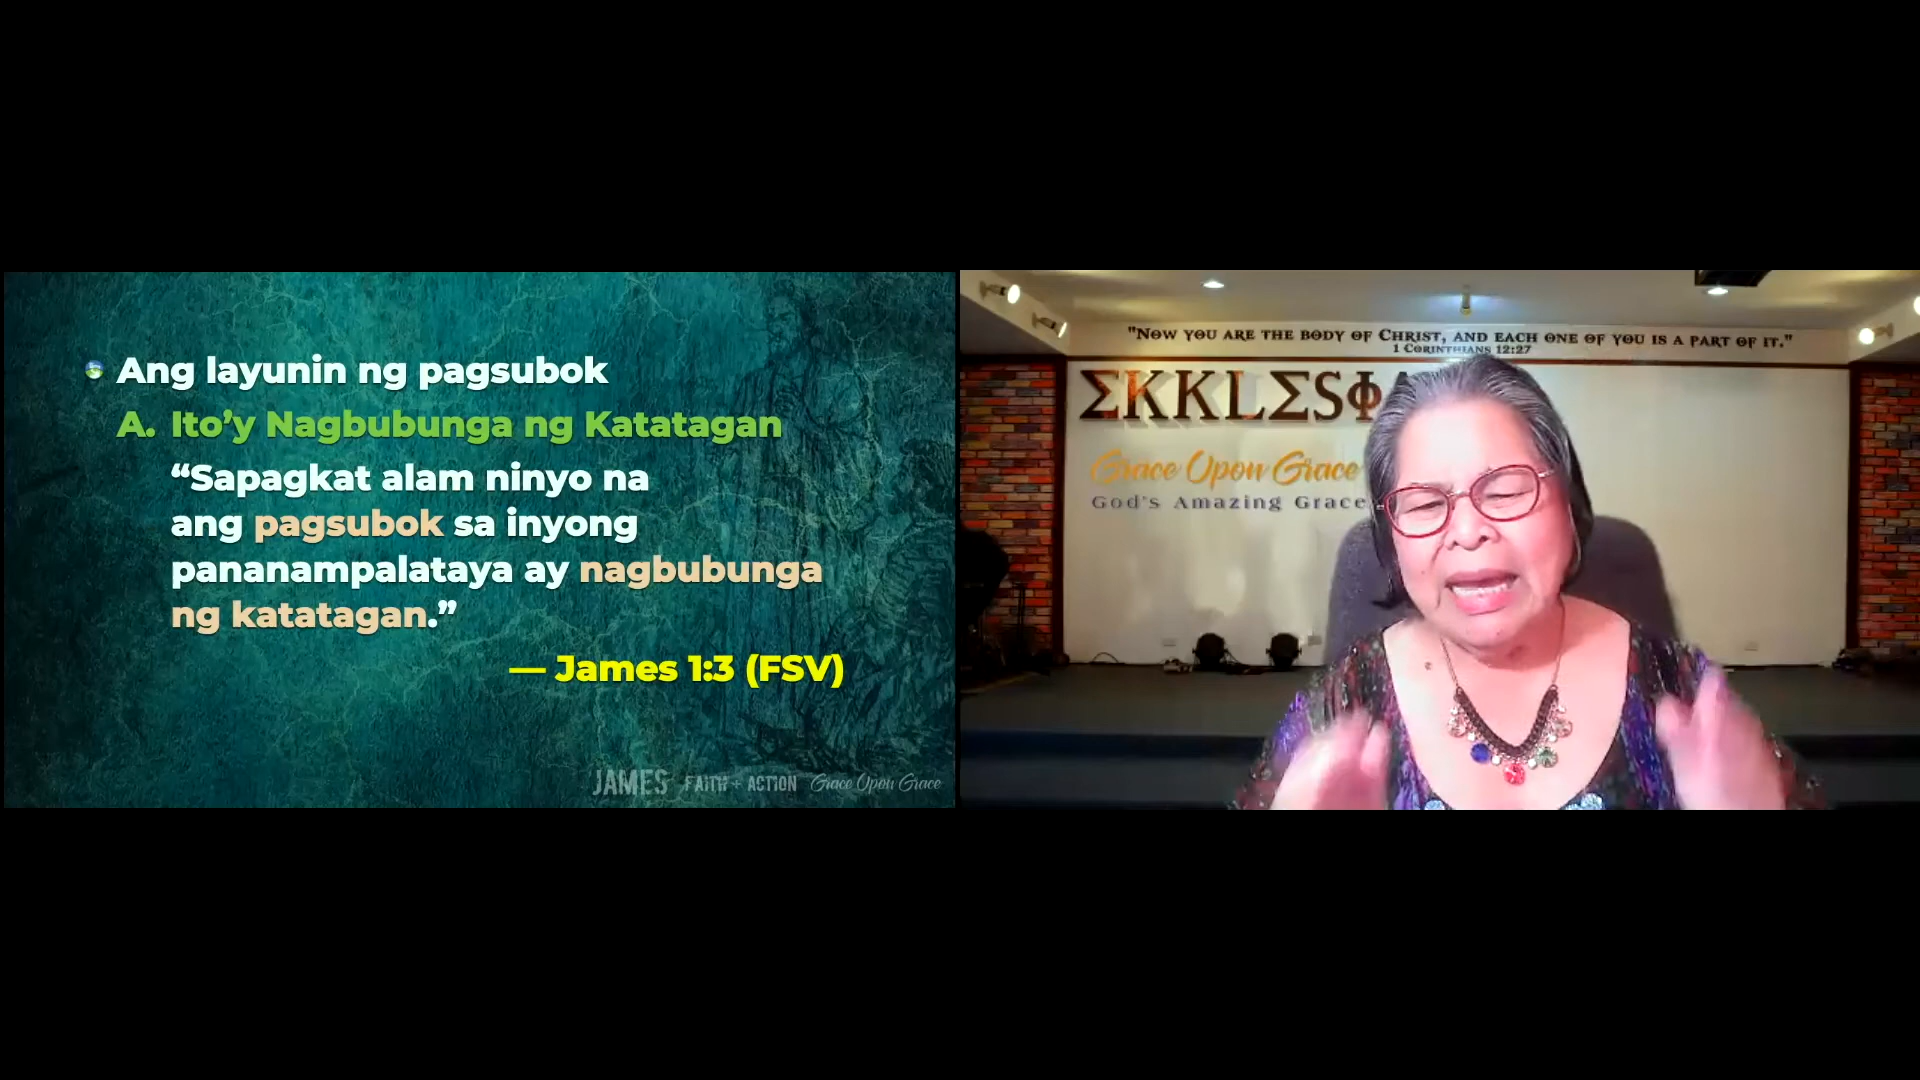 Ang layunin ng pagsubok
A. Ito’y Nagbubunga ng Katatagan
“Sapagkat alam ninyo na
ang pagsubok sa inyong
pananampalataya ay nagbubunga
ng katatagan.”
— James 1:3 (FSV)
JAMES FAITH + ACTION Grace Upon Grace
"Now you are the body of Christ, and each one of you is a part of it."
1 Corinthians 12:27
Grace Upon Grace
God's Amazing Grace